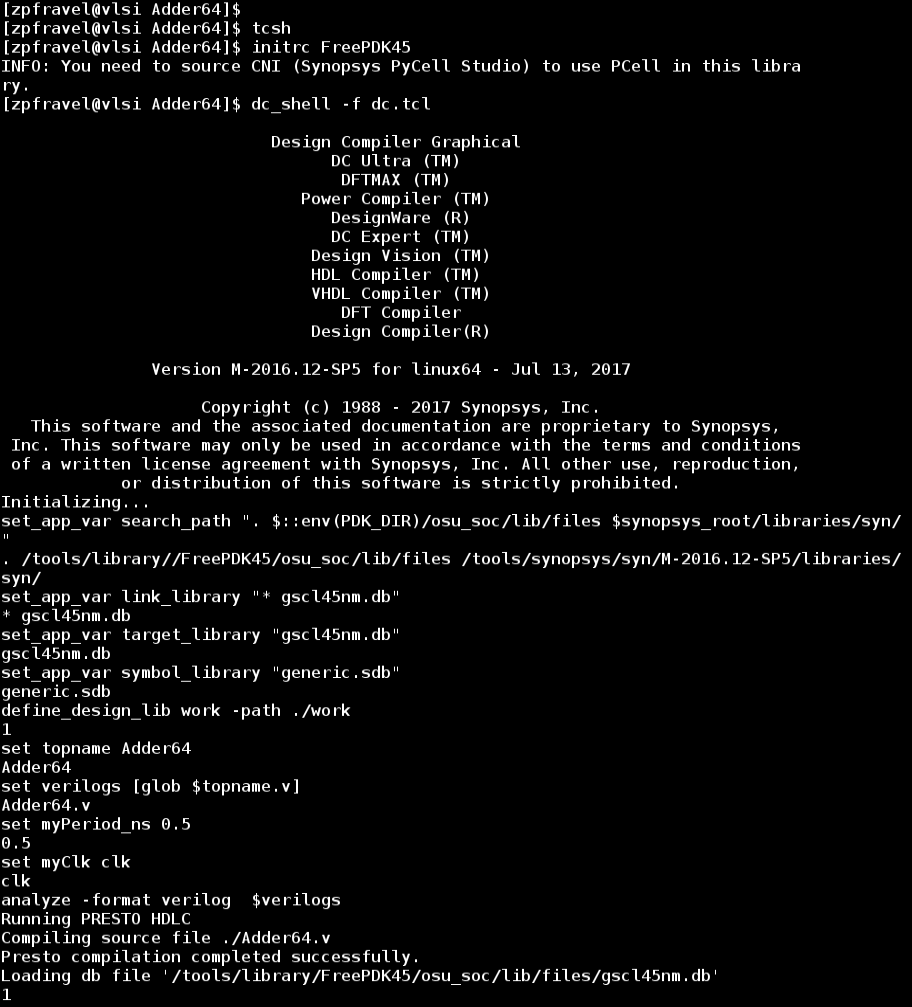 [zpfravel@vlsi Adder64]$
[zpfravel@vlsi Adder64]$ tcsh
[zpfravel@vlsi Adder64]$ initrc FreePDK45
INFO: You need to source CNI (Synopsys PyCell Studio) to use PCell in this libra
ry.
[zpfravel@vlsi Adder64]$ dc_shell -f dc.tcl
Design Compiler Graphical
DC Ultra (TM)
DFTMAX (TM)
Power Compiler (TM)
DesignWare (R)
DC Expert (TM)
Design Vision (TM)
HDL Compiler (TM)
VHDL Compiler (TM)
DFT Compiler
Design Compiler(R)
Version M-2016.12-SP5 for linux64 - Jul 13, 2017
Copyright (c) 1988 - 2017 Synopsys, Inc.
This software and the associated documentation are proprietary to Synopsys,
Inc. This software may only be used in accordance with the terms and conditions
of a written license agreement with Synopsys, Inc. All other use, reproduction,
or distribution of this software is strictly prohibited.
Initializing...
set_app_var search_path ". $::env(PDK_DIR)/osu_soc/lib/files $synopsys_root/libraries/syn/
"
. /tools/library//FreePDK45/osu_soc/lib/files /tools/synopsys/syn/M-2016.12-SP5/libraries/
syn/
set_app_var link_library "* gscl45nm.db"
* gscl45nm.db
set_app_var target_library "gscl45nm.db"
gscl45nm.db
set_app_var symbol_library "generic.sdb"
generic.sdb
define_design_lib work -path ./work
1
set topname Adder64
Adder64
set verilogs [glob $topname.v]
Adder64.v
set myPeriod_ns 0.5
0.5
set myClk clk
clk
analyze -format verilog  $verilogs
Running PRESTO HDLC
Compiling source file ./Adder64.v
Presto compilation completed successfully.
Loading db file '/tools/library/FreePDK45/osu_soc/lib/files/gscl45nm.db'
1